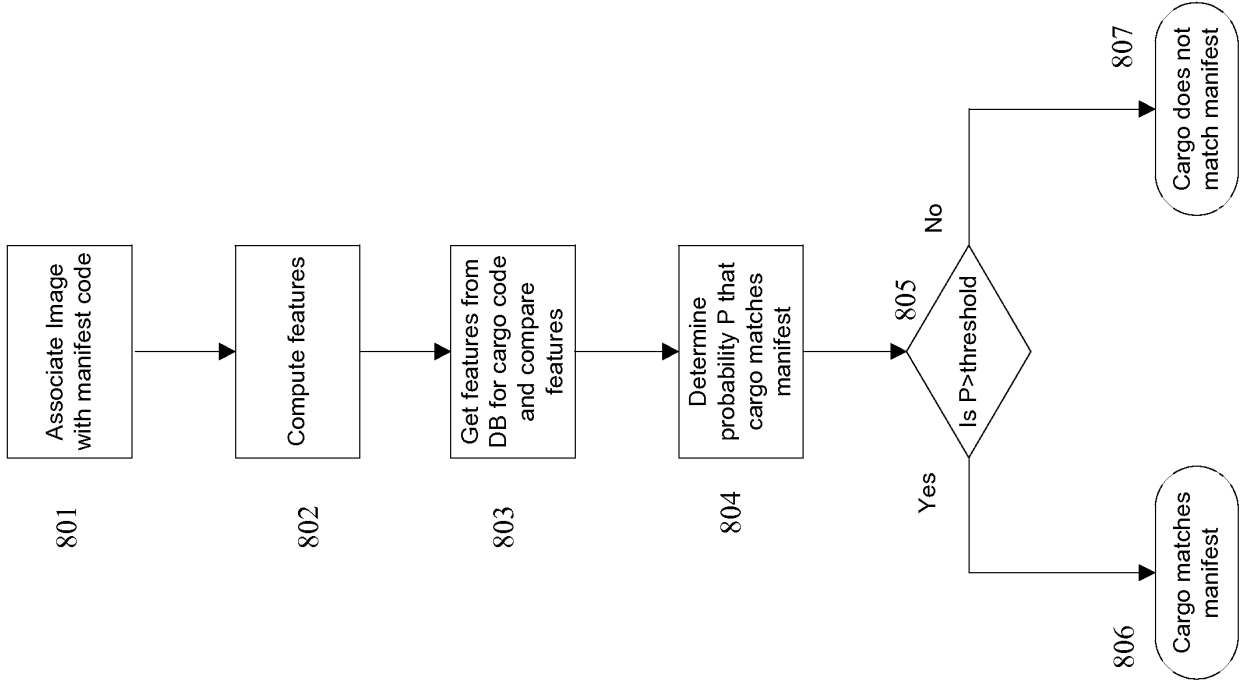 801
Associate Image
with manifest code
802
Compute features
803
Get features from
DB for cargo code
and compare
features
804
Determine
probability P that
cargo matches
manifest
805
Is P>threshold
Yes
No
806
Cargo matches
manifest
807
Cargo does not
match manifest